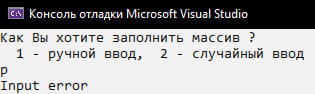 Консоль отладки Microsoft Visual Studio
Как Вы хотите заполнить массив ?
1 - ручной ввод, 2 - случайный ввод
р
Input error